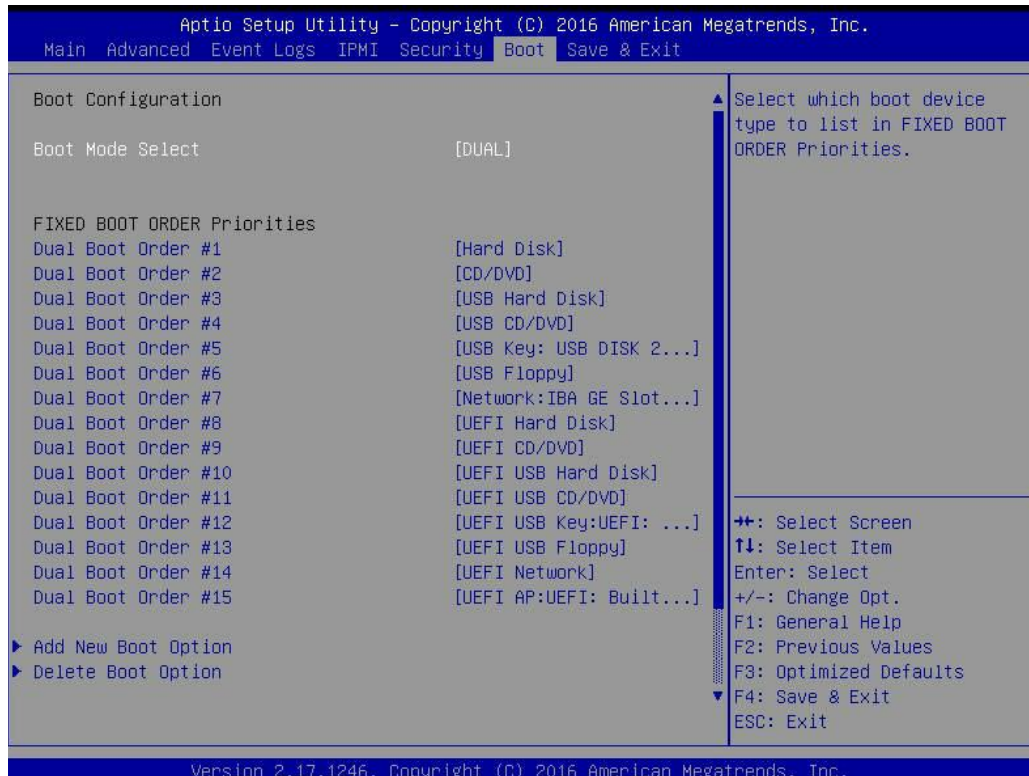 Aptio Setup Utility – Copyright (C) 2016 American Megatrends, Inc.
Main Advanced Event Logs IPMI Security Boot Save & Exit
Boot Configuration
Boot Mode Select [DUAL]
FIXED BOOT ORDER Priorities
Dual Boot Order #1 [Hard Disk]
Dual Boot Order #2 [CD/DVD]
Dual Boot Order #3 [USB Hard Disk]
Dual Boot Order #4 [USB CD/DVD]
Dual Boot Order #5 [USB Key: USB DISK 2...]
Dual Boot Order #6 [USB Floppy]
Dual Boot Order #7 [Network:IBA GE Slot...]
Dual Boot Order #8 [UEFI Hard Disk]
Dual Boot Order #9 [UEFI CD/DVD]
Dual Boot Order #10 [UEFI USB Hard Disk]
Dual Boot Order #11 [UEFI USB CD/DVD]
Dual Boot Order #12 [UEFI USB Key:UEFI: ...]
Dual Boot Order #13 [UEFI USB Floppy]
Dual Boot Order #14 [UEFI Network]
Dual Boot Order #15 [UEFI AP:UEFI: Built...]
Add New Boot Option
Delete Boot Option
Select which boot device
type to list in FIXED BOOT
ORDER Priorities.
→←: Select Screen
↑↓: Select Item
Enter: Select
+/-: Change Opt.
F1: General Help
F2: Previous Values
F3: Optimized Defaults
F4: Save & Exit
ESC: Exit
Version 2.17.1246. Copyright (C) 2016 American Megatrends, Inc.